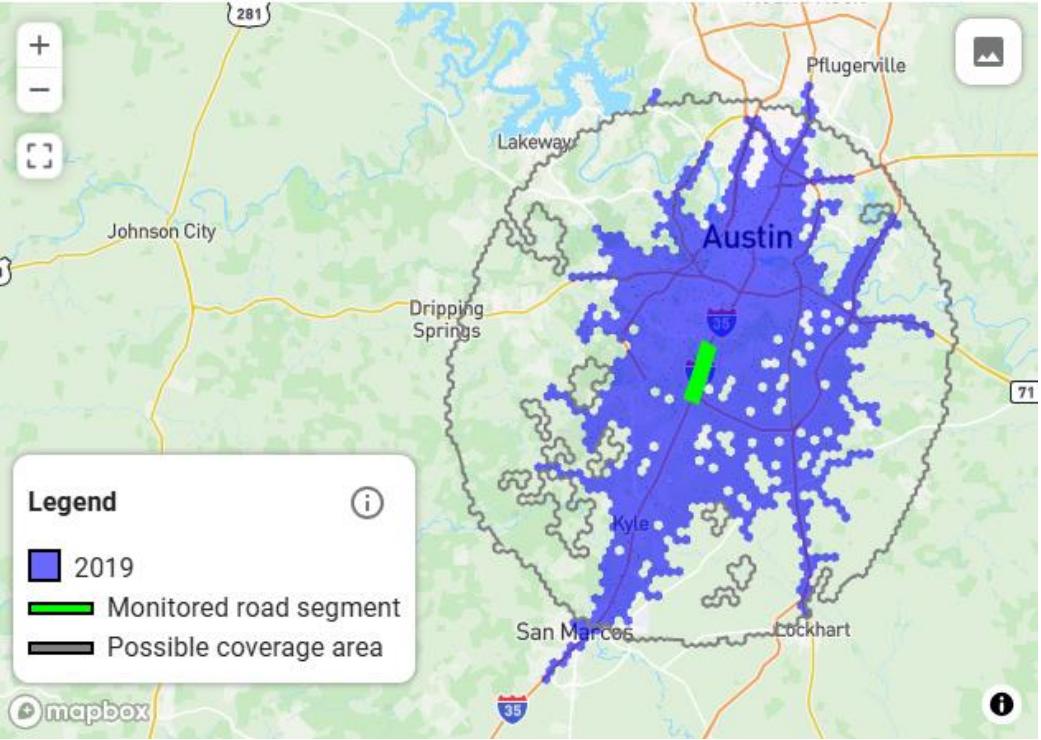 281
Pflugerville
Lakeway
Johnson City
Austin
Dripping
Springs
35
71
Legend
2019
Monitored road segment
Possible coverage area
Kyle
San Marcos
Lockhart
35
mapbox